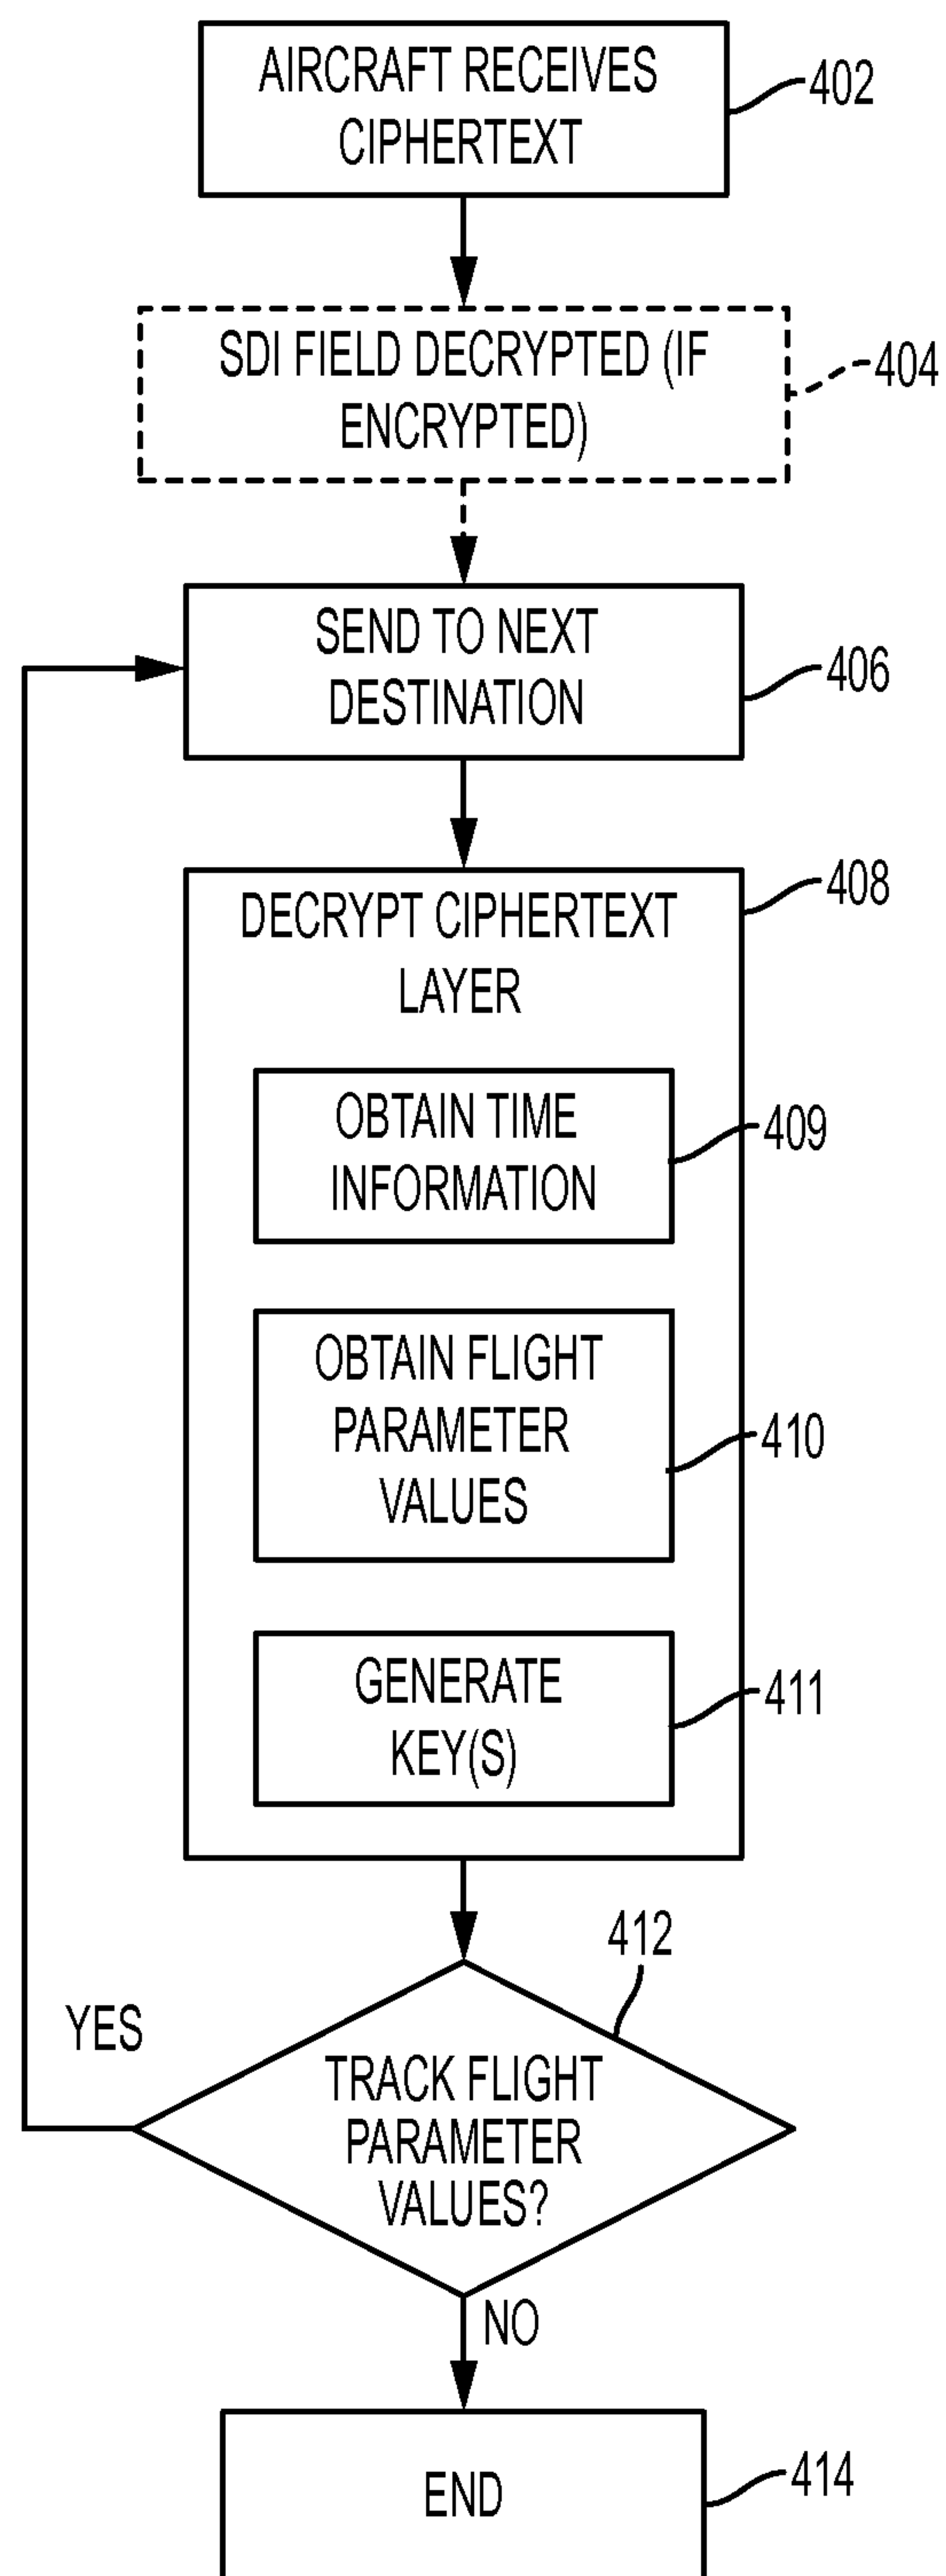 AIRCRAFT RECEIVES
CIPHERTEXT
402
SDI FIELD DECRYPTED (IF
ENCRYPTED)
404
SEND TO NEXT
DESTINATION
406
DECRYPT CIPHERTEXT
LAYER
408
OBTAIN TIME
INFORMATION
409
OBTAIN FLIGHT
PARAMETER
VALUES
410
GENERATE
KEY(S)
411
412
YES
TRACK FLIGHT
PARAMETER
VALUES?
NO
END
414